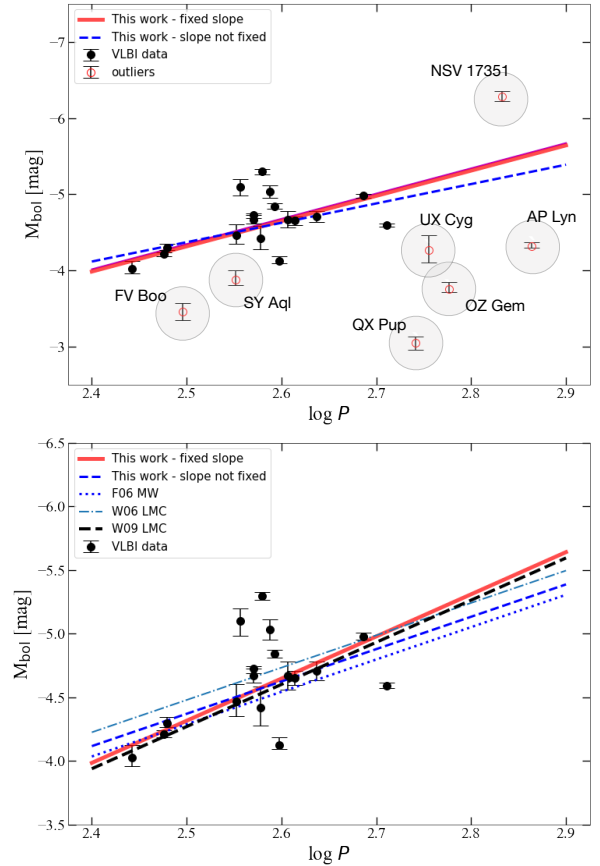 This work - fixed slope
This work - slope not fixed
VLBI data
outliers
NSV 17351
UX Cyg
AP Lyn
FV Boo
SY Aql
OZ Gem
QX Pup
−7
−6
−5
−4
−3
M_bol [mag]
2.4 2.5 2.6 2.7 2.8 2.9
log P
This work - fixed slope
This work - slope not fixed
F06 MW
W06 LMC
W09 LMC
VLBI data
−6.5
−6.0
−5.5
−5.0
−4.5
−4.0
−3.5
M_bol [mag]
2.4 2.5 2.6 2.7 2.8 2.9
log P